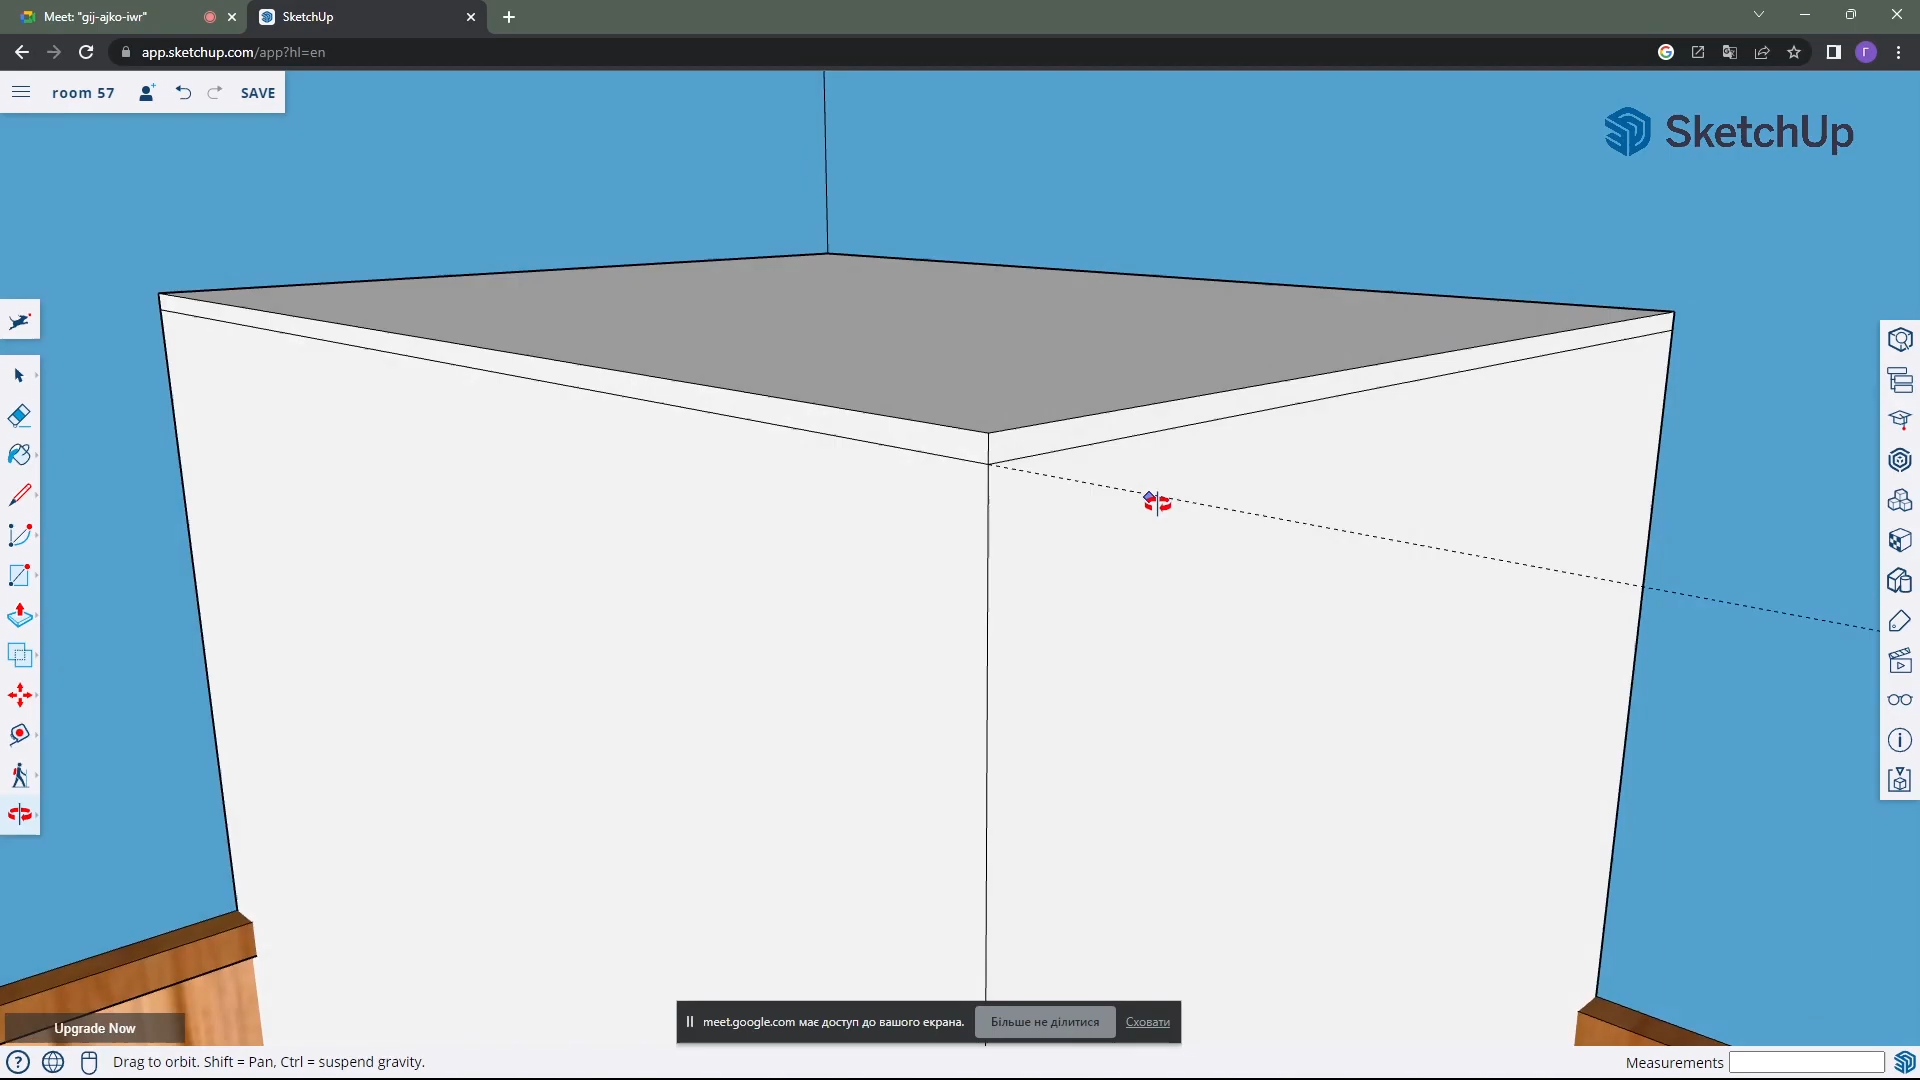 Meet: "gij-ajko-iwr"
SketchUp
app.sketchup.com/app?hl=en
Г
room 57
SAVE
SketchUp
Upgrade Now
meet.google.com має доступ до вашого екрана.
Більше не ділитися
Сховати
Drag to orbit. Shift = Pan, Ctrl = suspend gravity.
Measurements